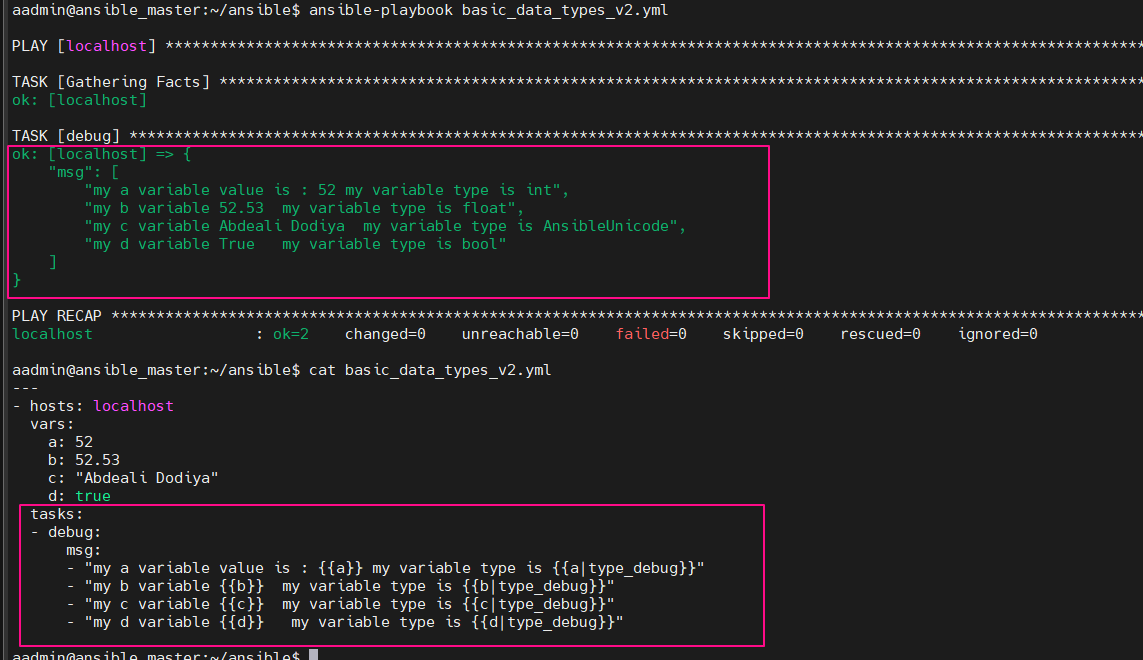 aadmin@ansible_master:~/ansible$ ansible-playbook basic_data_types_v2.yml
PLAY [localhost] *******************************************************************************************************************
TASK [Gathering Facts] *************************************************************************************************************
ok: [localhost]
TASK [debug] ***********************************************************************************************************************
ok: [localhost] => {
    "msg": [
        "my a variable value is : 52 my variable type is int",
        "my b variable 52.53  my variable type is float",
        "my c variable Abdeali Dodiya  my variable type is AnsibleUnicode",
        "my d variable True   my variable type is bool"
    ]
}
PLAY RECAP *************************************************************************************************************************
localhost                  : ok=2    changed=0    unreachable=0    failed=0    skipped=0    rescued=0    ignored=0
aadmin@ansible_master:~/ansible$ cat basic_data_types_v2.yml
---
- hosts: localhost
  vars:
    a: 52
    b: 52.53
    c: "Abdeali Dodiya"
    d: true
  tasks:
  - debug:
      msg:
      - "my a variable value is : {{a}} my variable type is {{a|type_debug}}"
      - "my b variable {{b}}  my variable type is {{b|type_debug}}"
      - "my c variable {{c}}  my variable type is {{c|type_debug}}"
      - "my d variable {{d}}   my variable type is {{d|type_debug}}"
aadmin@ansible_master:~/ansible$